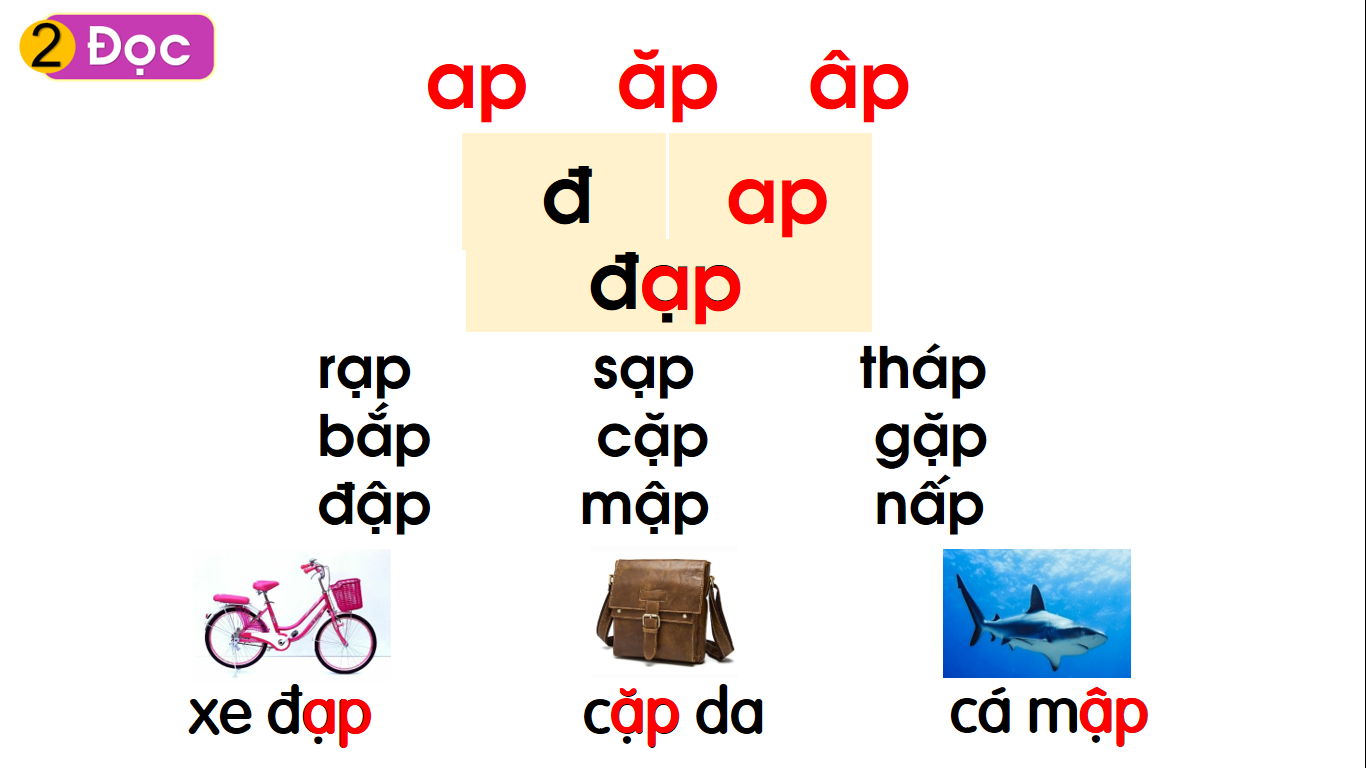 2 Đọc
ap ăp âp
đ ap
đạp
rạp sạp tháp
bắp cặp gặp
đập mập nấp
xe đạp cặp da cá mập